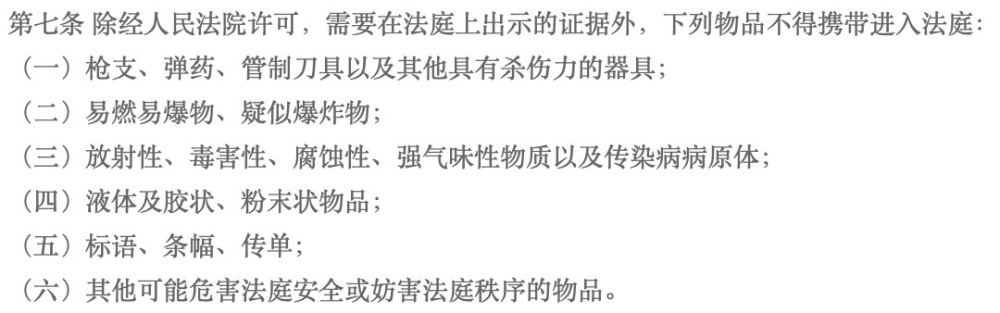 第七条 除经人民法院许可，需要在法庭上出示的证据外，下列物品不得携带进入法庭：
（一）枪支、弹药、管制刀具以及其他具有杀伤力的器具；
（二）易燃易爆物、疑似爆炸物；
（三）放射性、毒害性、腐蚀性、强气味性物质以及传染病病原体；
（四）液体及胶状、粉末状物品；
（五）标语、条幅、传单；
（六）其他可能危害法庭安全或妨害法庭秩序的物品。